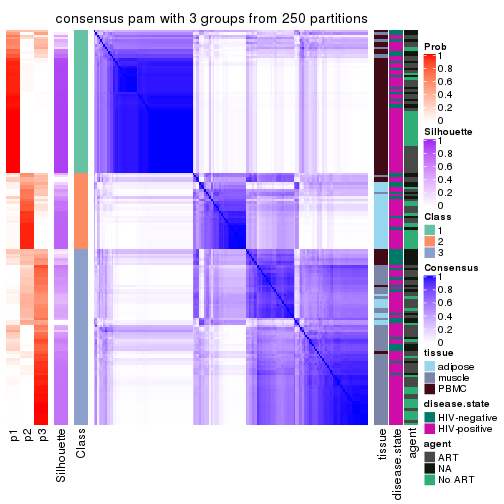 consensus pam with 3 groups from 250 partitions
Prob
1
0.8
0.6
0.4
0.2
0
Silhouette
1
0.8
0.6
0.4
0.2
0
Class
1
2
3
Consensus
1
0.8
0.6
0.4
0.2
0
tissue
adipose
muscle
PBMC
disease.state
HIV-negative
HIV-positive
agent
ART
NA
No ART
p1
p2
p3
Silhouette
Class
tissue
disease.state
agent